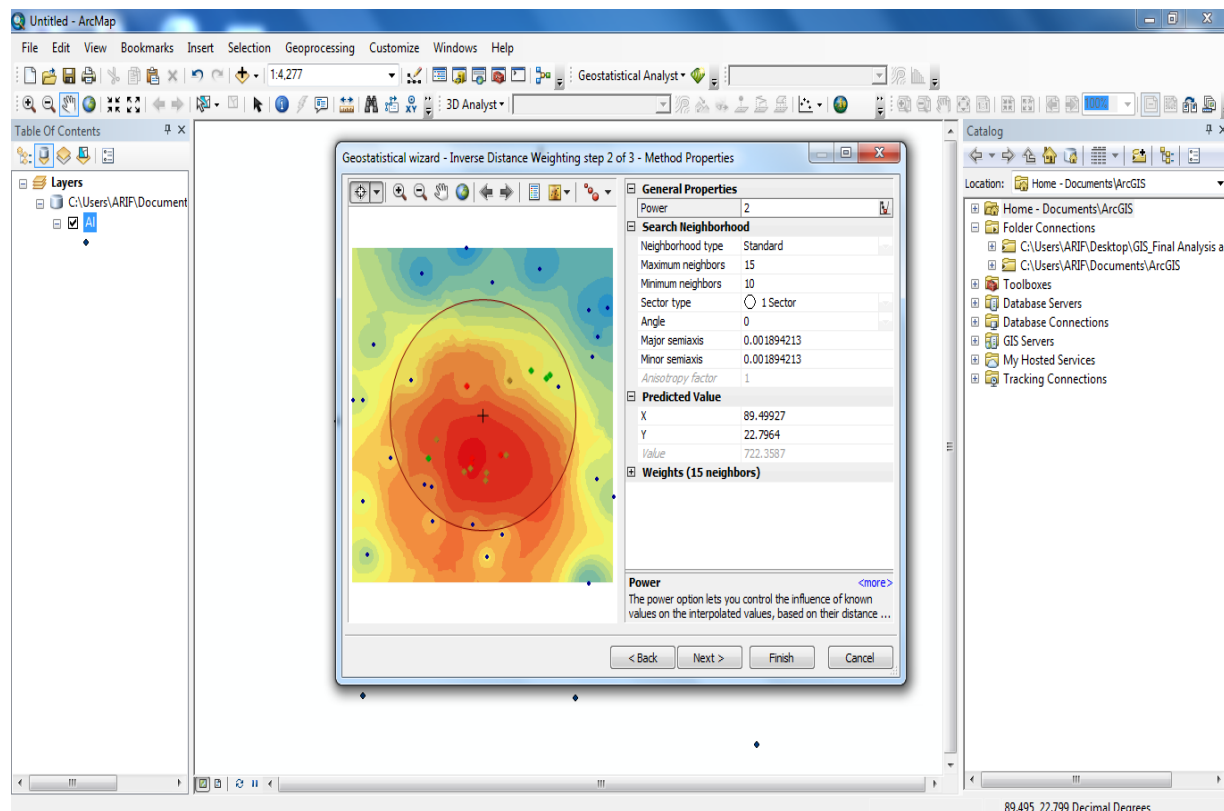 Untitled - ArcMap
File Edit View Bookmarks Insert Selection Geoprocessing Customize Windows Help
1:4,277 Geostatistical Analyst
3D Analyst 100%
Table Of Contents
Layers
C:\Users\ARIF\Document
Al
Geostatistical wizard - Inverse Distance Weighting step 2 of 3 - Method Properties
General Properties
Power 2
Search Neighborhood
Neighborhood type Standard
Maximum neighbors 15
Minimum neighbors 10
Sector type 1 Sector
Angle 0
Major semiaxis 0.001894213
Minor semiaxis 0.001894213
Anisotropy factor 1
Predicted Value
X 89.49927
Y 22.7964
Value 722.3587
Weights (15 neighbors)
Power <more>
The power option lets you control the influence of known
values on the interpolated values, based on their distance ...
< Back Next > Finish Cancel
Catalog
Location: Home - Documents\ArcGIS
Home - Documents\ArcGIS
Folder Connections
C:\Users\ARIF\Desktop\GIS_Final Analysis a
C:\Users\ARIF\Documents\ArcGIS
Toolboxes
Database Servers
Database Connections
GIS Servers
My Hosted Services
Tracking Connections
89.495 22.799 Decimal Degrees